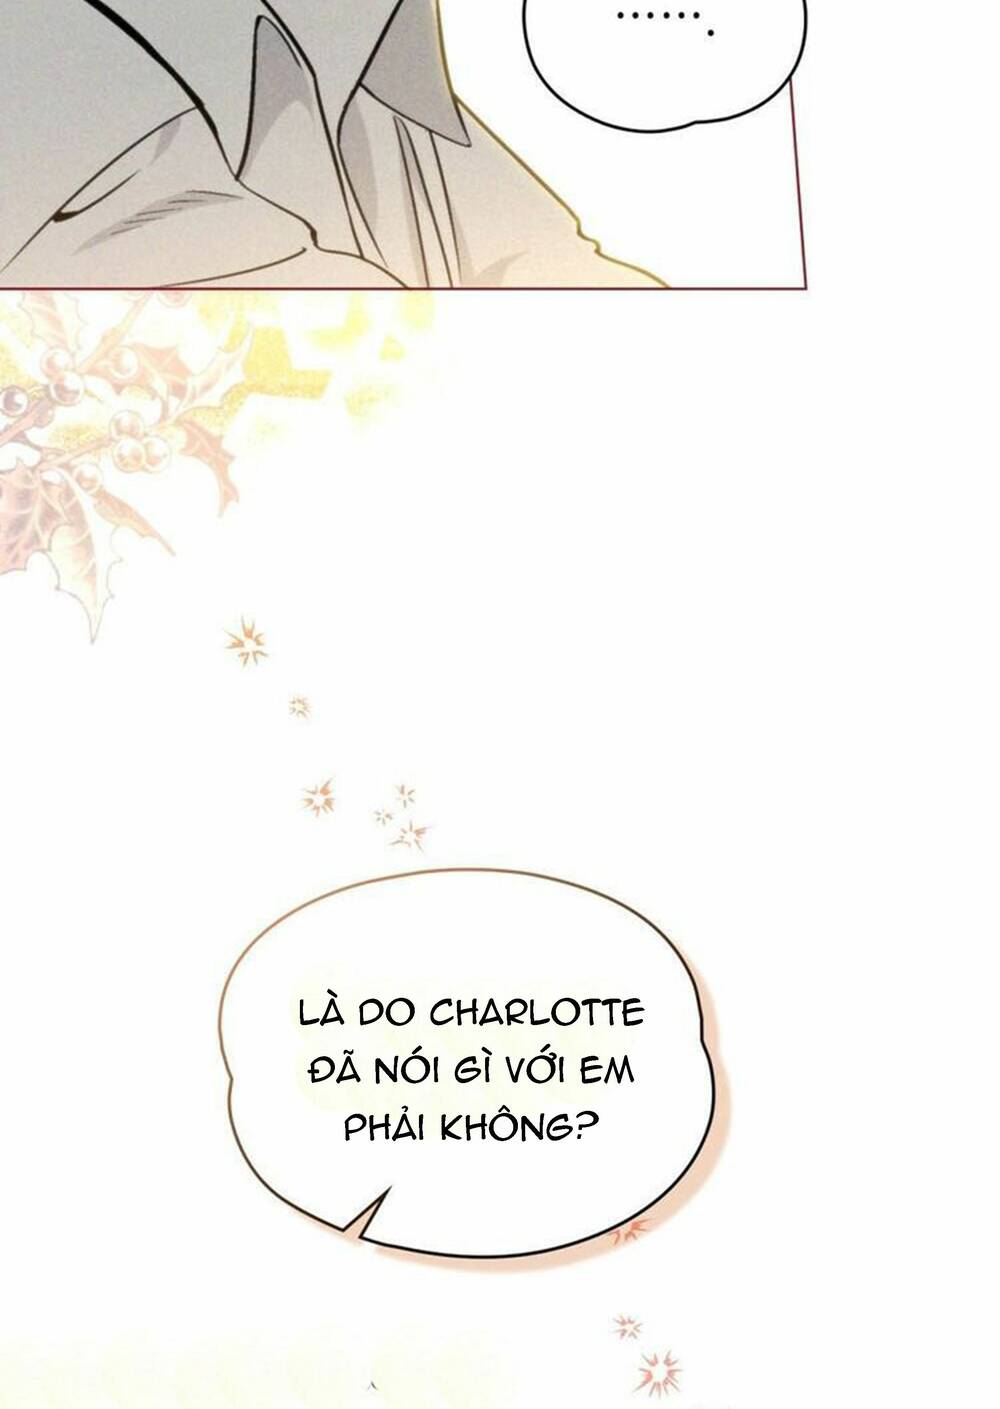 .......
LÀ DO CHARLOTTE
ĐÃ NÓI GÌ VỚI EM
PHẢI KHÔNG?